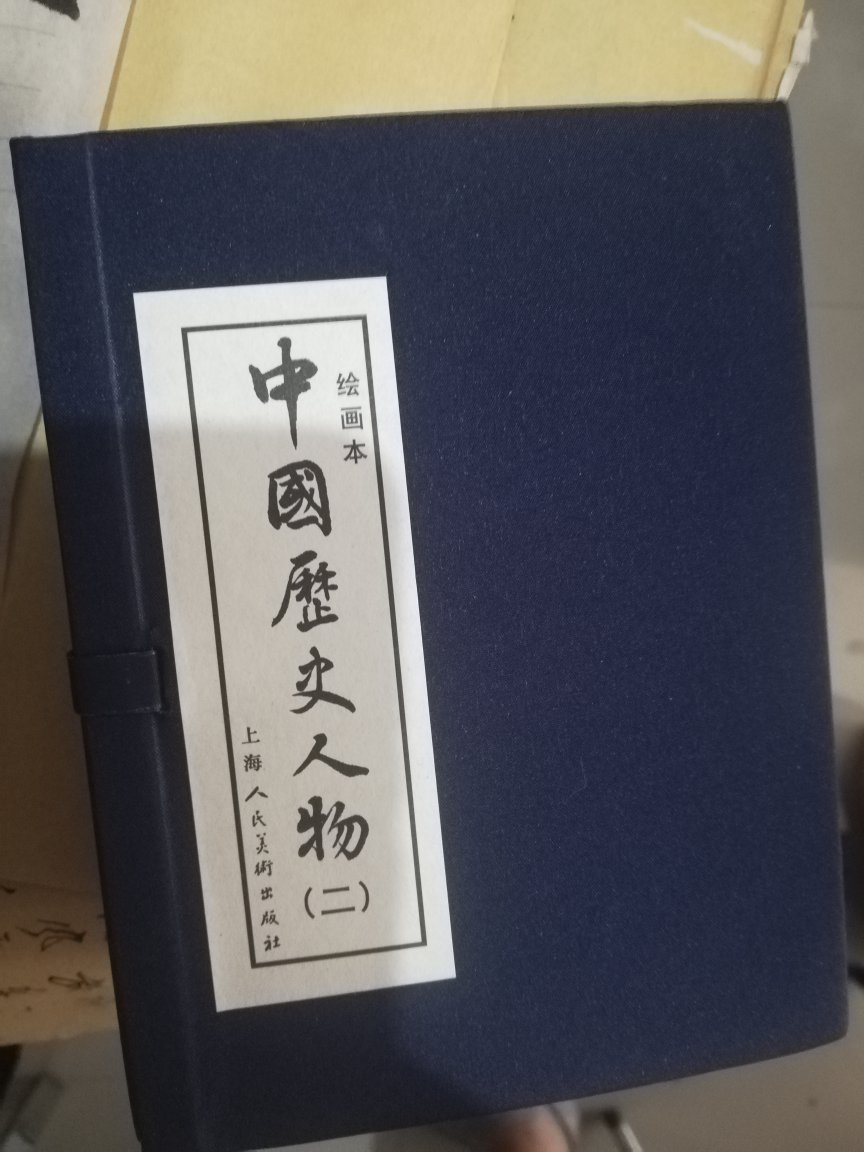 绘画本
中國歷史人物(二)
上海人民美術出版社